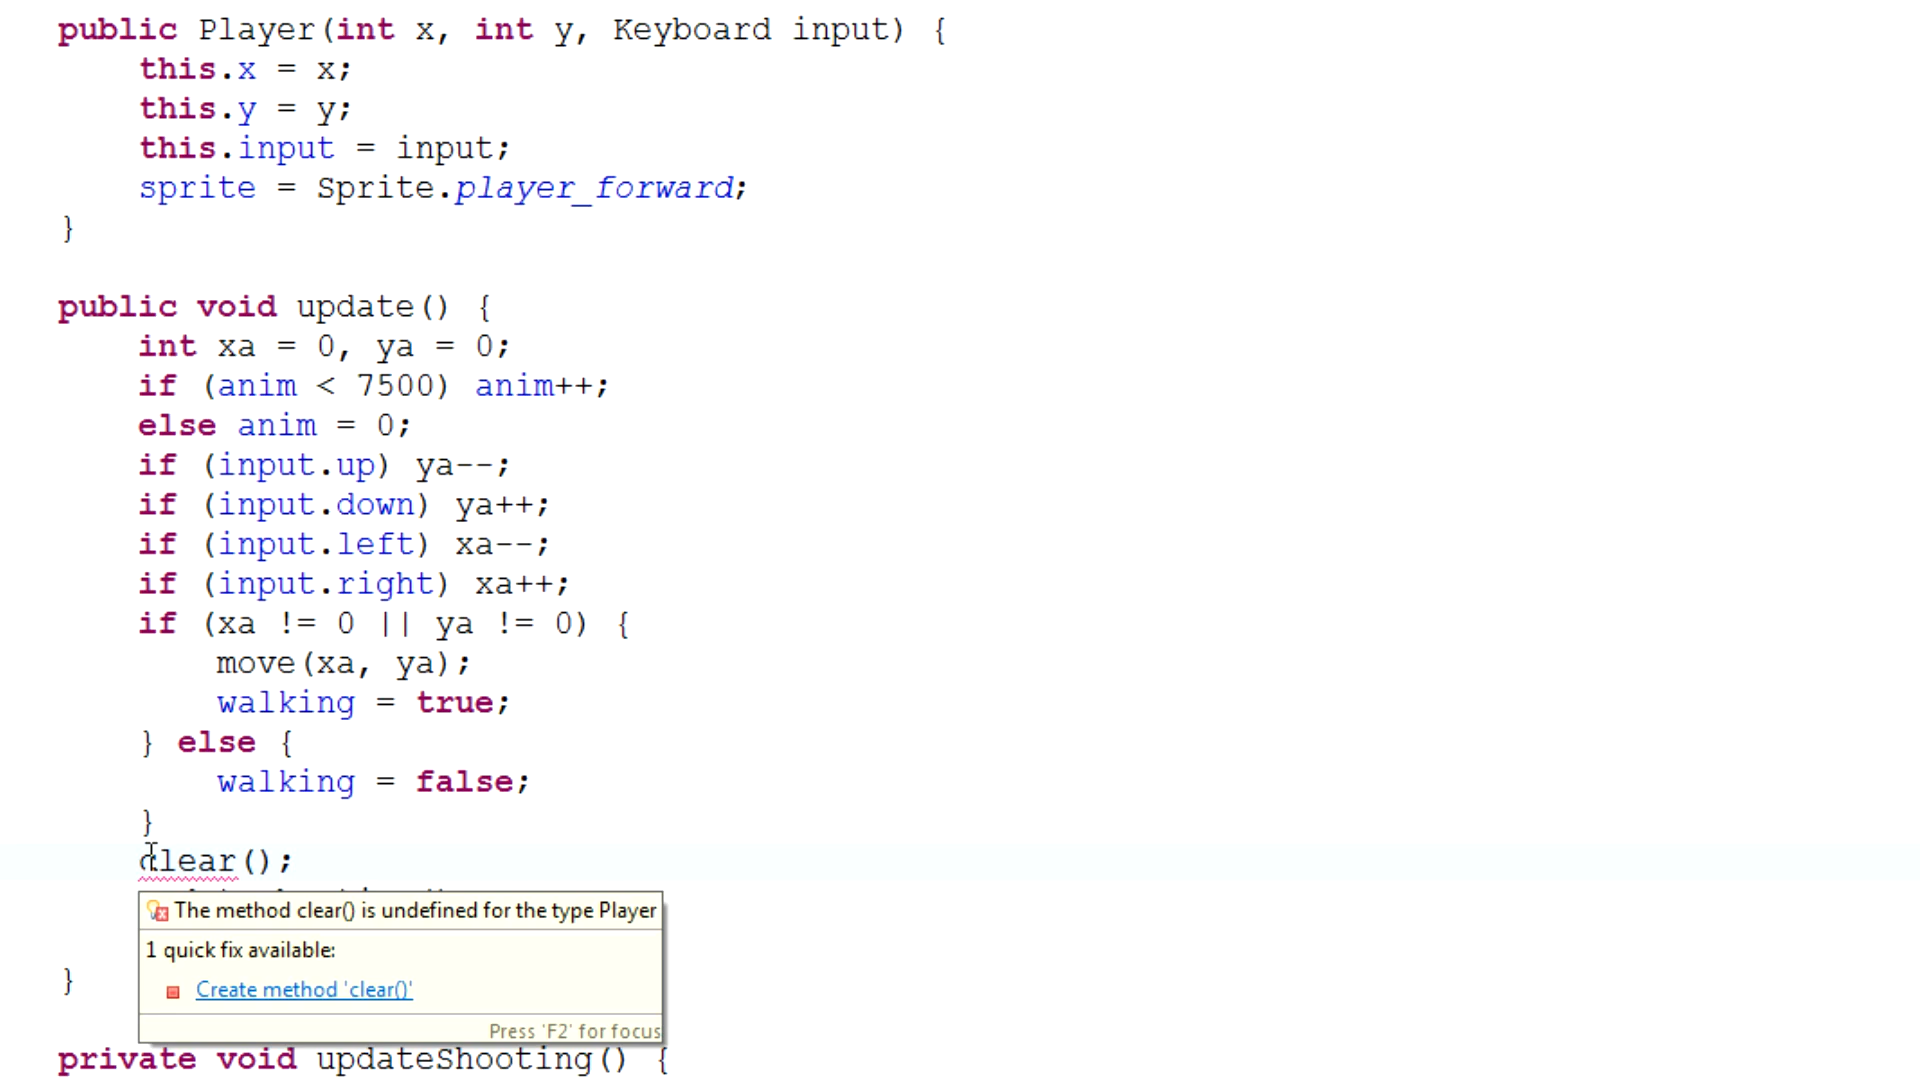 public Player(int x, int y, Keyboard input) {
this.x = x;
this.y = y;
this.input = input;
sprite = Sprite.player_forward;
}
public void update() {
int xa = 0, ya = 0;
if (anim < 7500) anim++;
else anim = 0;
if (input.up) ya--;
if (input.down) ya++;
if (input.left) xa--;
if (input.right) xa++;
if (xa != 0 || ya != 0) {
move(xa, ya);
walking = true;
} else {
walking = false;
}
clear();
The method clear() is undefined for the type Player
1 quick fix available:
Create method 'clear()'
Press 'F2' for focus
}
private void updateShooting() {